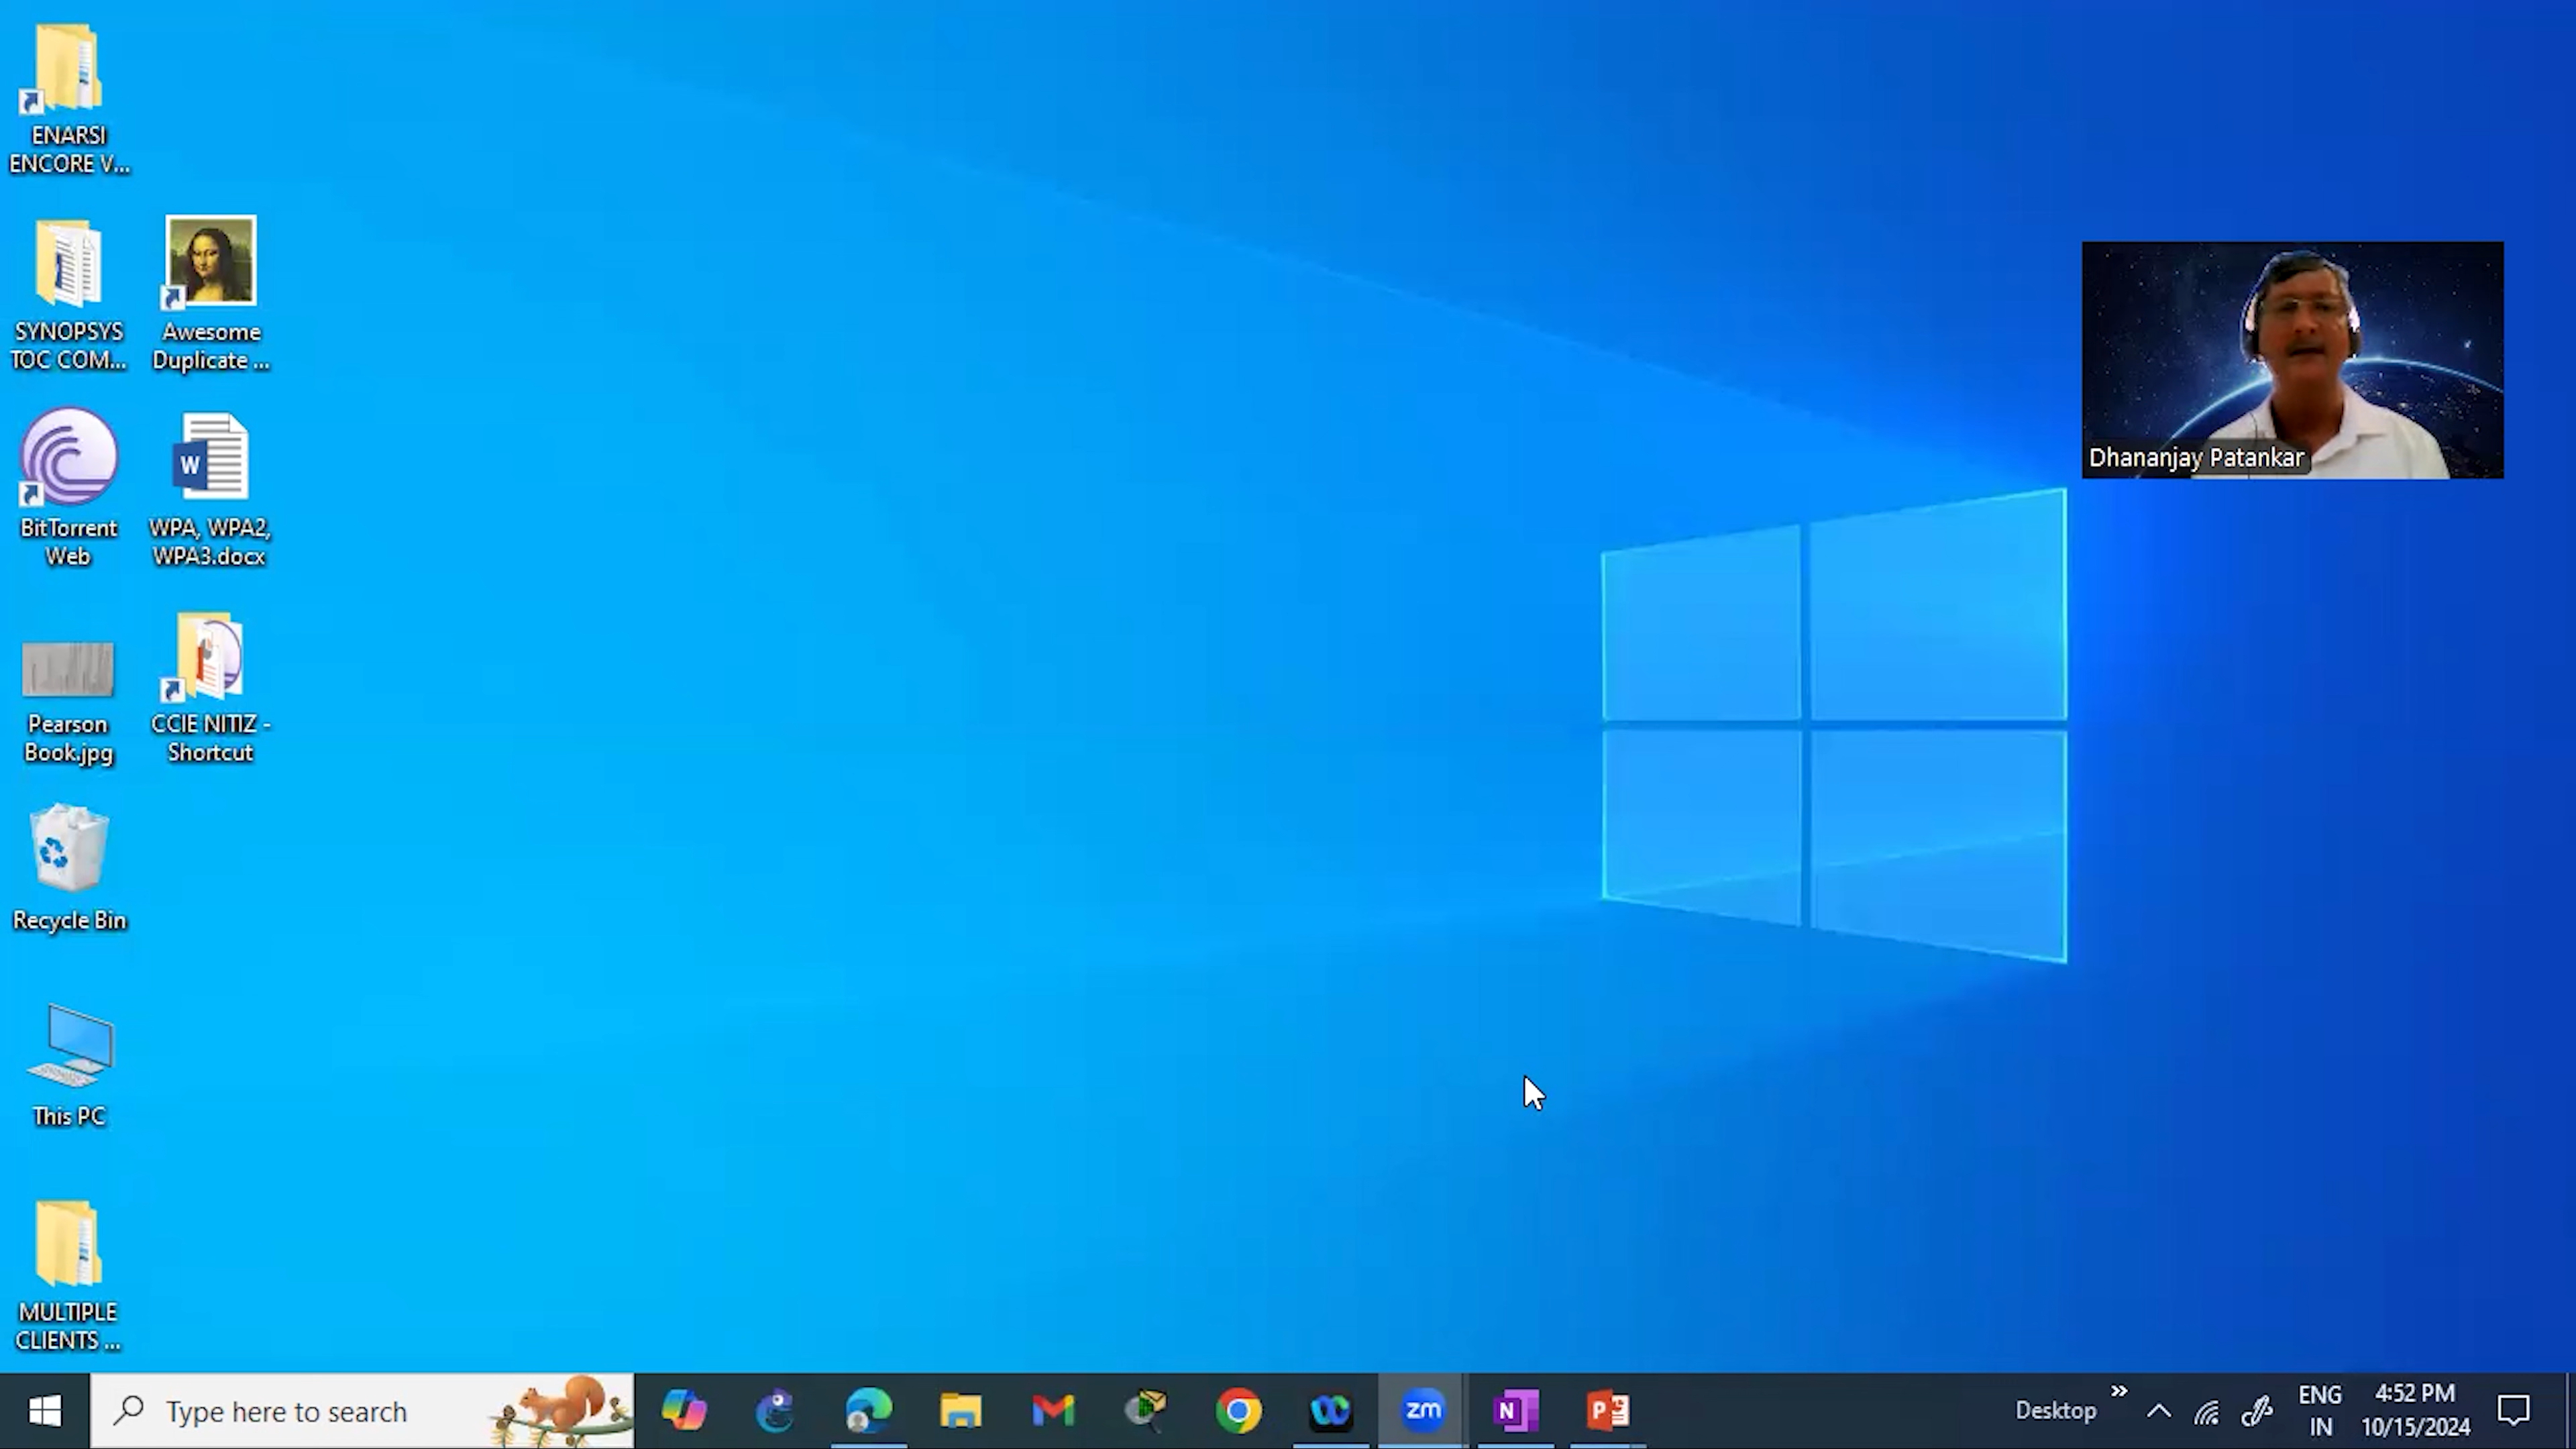 ENARSI
ENCORE V...
SYNOPSYS
TOC COM...
Awesome
Duplicate ...
BitTorrent
Web
WPA, WPA2,
WPA3.docx
Pearson
Book.jpg
CCIE NITIZ -
Shortcut
Recycle Bin
This PC
MULTIPLE
CLIENTS ...
Dhananjay Patankar
Type here to search
zm
Desktop
ENG
IN
4:52 PM
10/15/2024